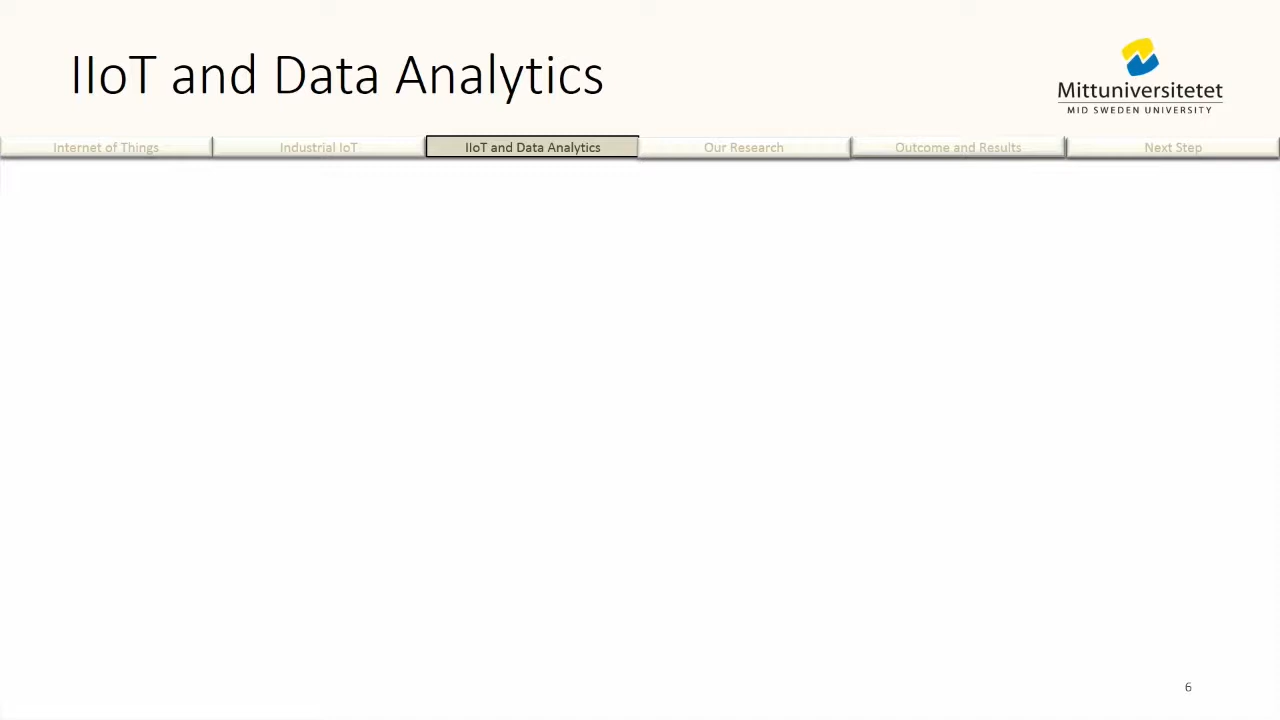 IIoT and Data Analytics
Mittuniversitetet
MID SWEDEN UNIVERSITY
Internet of Things
Industrial IoT
IIoT and Data Analytics
Our Research
Outcome and Results
Next Step
6